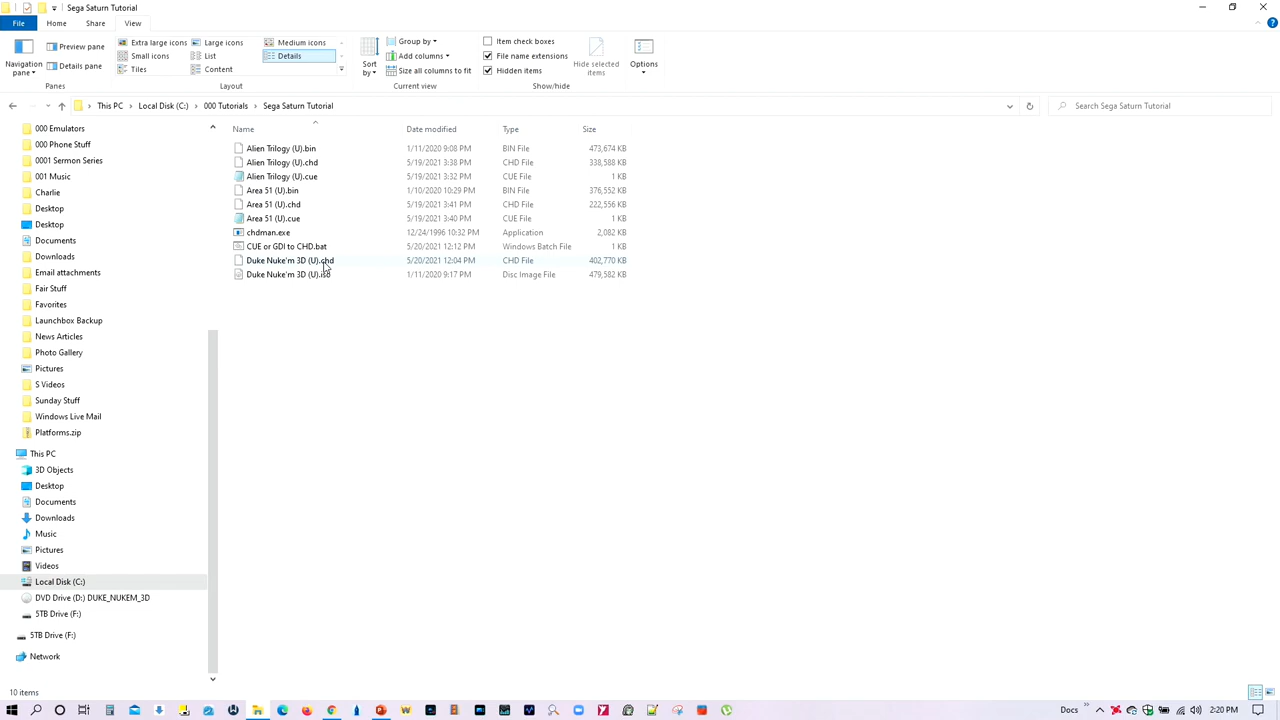 Sega Saturn Tutorial
File Home Share View
Navigation pane
Preview pane
Details pane
Panes
Extra large icons Large icons Medium icons
Small icons List Details
Tiles Content
Layout
Sort by
Group by
Add columns
Size all columns to fit
Current view
Item check boxes
File name extensions
Hidden items
Hide selected items
Show/hide
Options
This PC Local Disk (C:) 000 Tutorials Sega Saturn Tutorial
Search Sega Saturn Tutorial
000 Emulators
000 Phone Stuff
0001 Sermon Series
001 Music
Charlie
Desktop
Desktop
Documents
Downloads
Email attachments
Fair Stuff
Favorites
Launchbox Backup
News Articles
Photo Gallery
Pictures
S Videos
Sunday Stuff
Windows Live Mail
Platforms.zip
This PC
3D Objects
Desktop
Documents
Downloads
Music
Pictures
Videos
Local Disk (C:)
DVD Drive (D:) DUKE_NUKEM_3D
5TB Drive (F:)
5TB Drive (F:)
Network
Name Date modified Type Size
Alien Trilogy (U).bin 1/11/2020 9:08 PM BIN File 473,674 KB
Alien Trilogy (U).chd 5/19/2021 3:38 PM CHD File 338,588 KB
Alien Trilogy (U).cue 5/19/2021 3:32 PM CUE File 1 KB
Area 51 (U).bin 1/10/2020 10:29 PM BIN File 376,552 KB
Area 51 (U).chd 5/19/2021 3:41 PM CHD File 222,556 KB
Area 51 (U).cue 5/19/2021 3:40 PM CUE File 1 KB
chdman.exe 12/24/1996 10:32 PM Application 2,082 KB
CUE or GDI to CHD.bat 5/20/2021 12:12 PM Windows Batch File 1 KB
Duke Nuke'm 3D (U).chd 5/20/2021 12:04 PM CHD File 402,770 KB
Duke Nuke'm 3D (U).iso 1/11/2020 9:17 PM Disc Image File 479,582 KB
10 items
Docs
2:20 PM